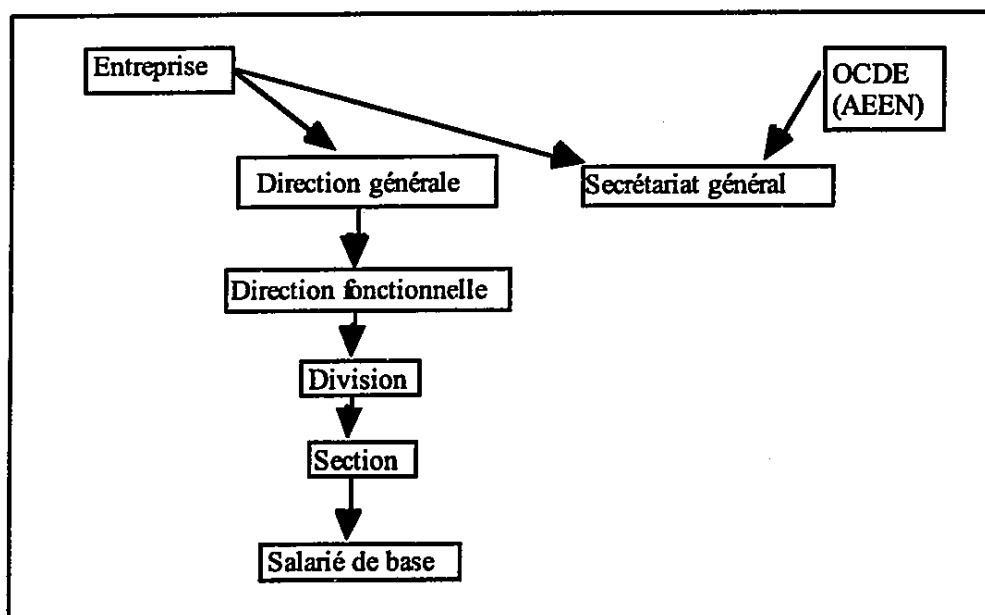 Entreprise
OCDE
(AEEN)
Direction générale
Secrétariat général
Direction fonctionnelle
Division
Section
Salarié de base